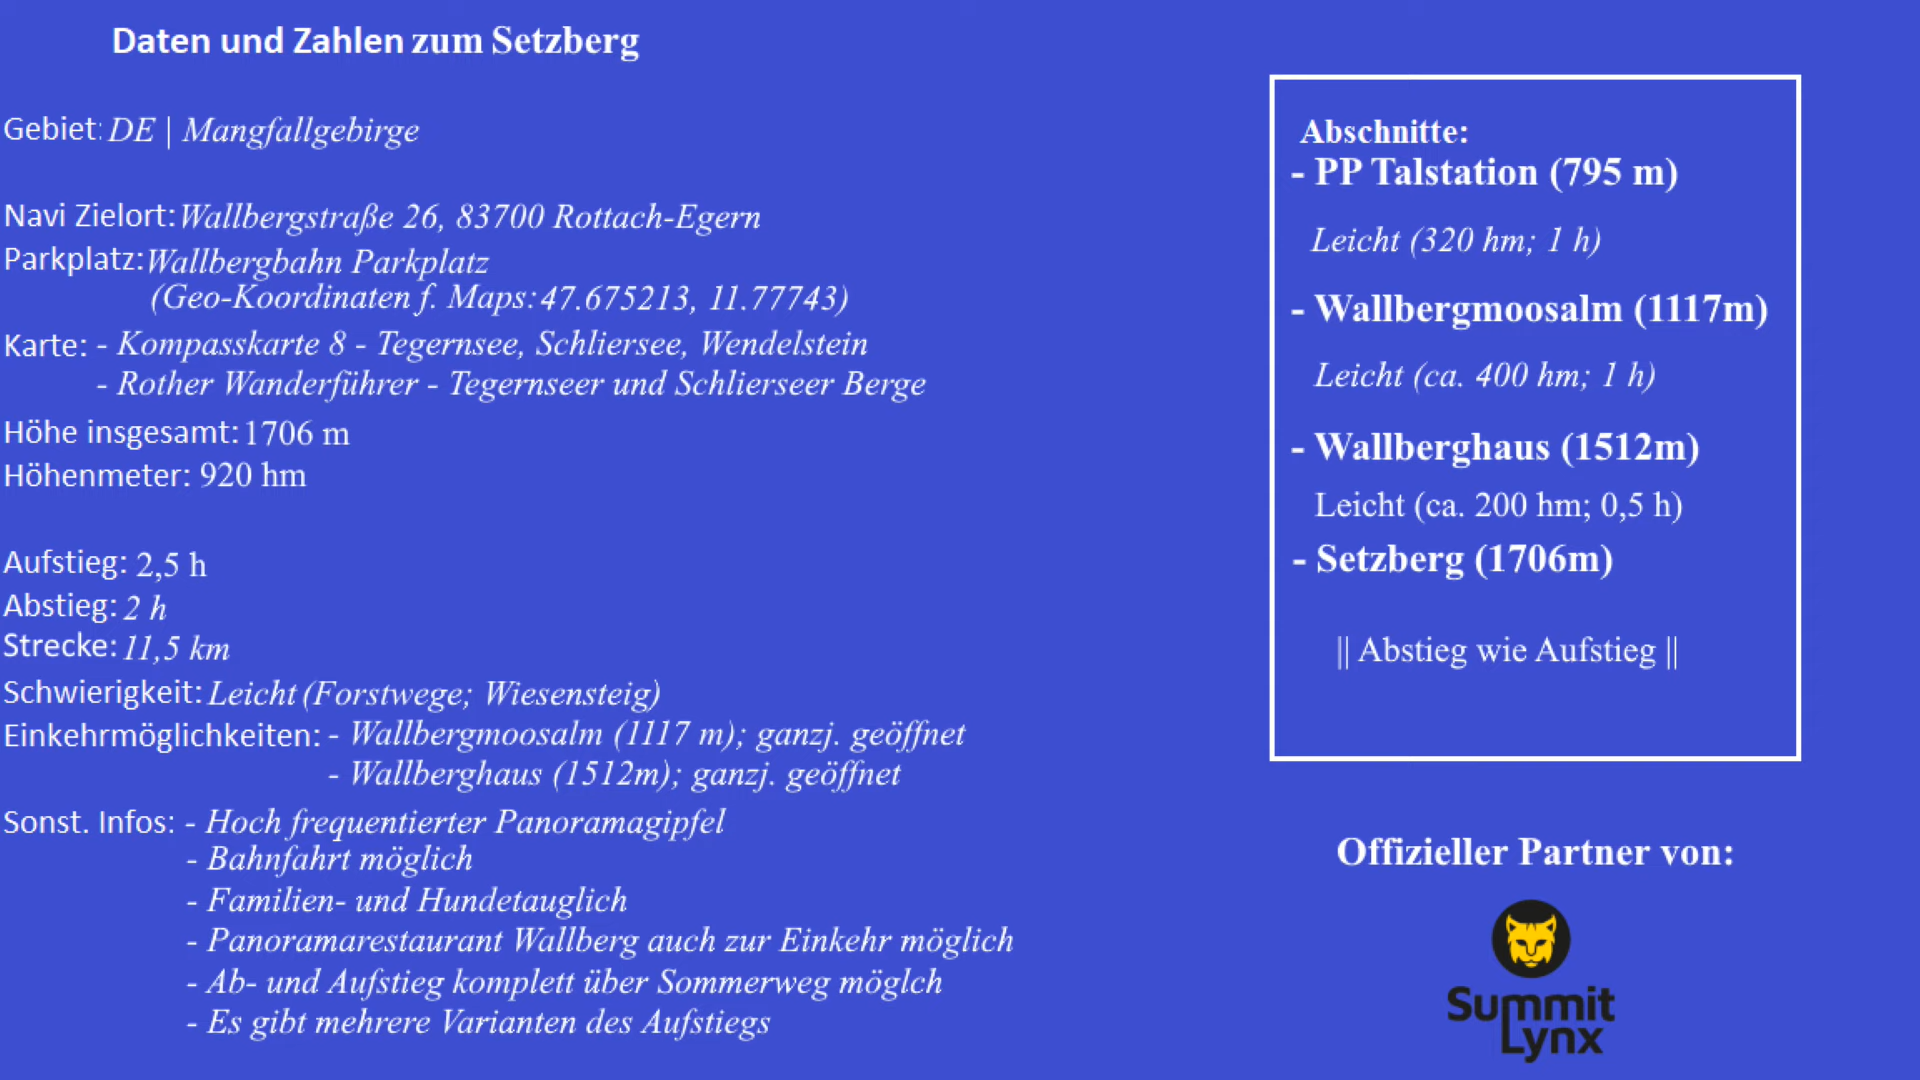 Daten und Zahlen zum Setzberg
Gebiet: DE | Mangfallgebirge
Navi Zielort: Wallbergstraße 26, 83700 Rottach-Egern
Parkplatz: Wallbergbahn Parkplatz
(Geo-Koordinaten f. Maps: 47.675213, 11.77743)
Karte: - Kompasskarte 8 - Tegernsee, Schliersee, Wendelstein
- Rother Wanderführer - Tegernseer und Schlierseer Berge
Höhe insgesamt: 1706 m
Höhenmeter: 920 hm
Aufstieg: 2,5 h
Abstieg: 2 h
Strecke: 11,5 km
Schwierigkeit: Leicht (Forstwege; Wiesensteig)
Einkehrmöglichkeiten: - Wallbergmoosalm (1117 m); ganzj. geöffnet
- Wallberghaus (1512m); ganzj. geöffnet
Sonst. Infos: - Hoch frequentierter Panoramagipfel
- Bahnfahrt möglich
- Familien- und Hundetauglich
- Panoramarestaurant Wallberg auch zur Einkehr möglich
- Ab- und Aufstieg komplett über Sommerweg möglch
- Es gibt mehrere Varianten des Aufstiegs
Abschnitte:
- PP Talstation (795 m)
Leicht (320 hm; 1 h)
- Wallbergmoosalm (1117m)
Leicht (ca. 400 hm; 1 h)
- Wallberghaus (1512m)
Leicht (ca. 200 hm; 0,5 h)
- Setzberg (1706m)
|| Abstieg wie Aufstieg ||
Offizieller Partner von:
Summit
Lynx